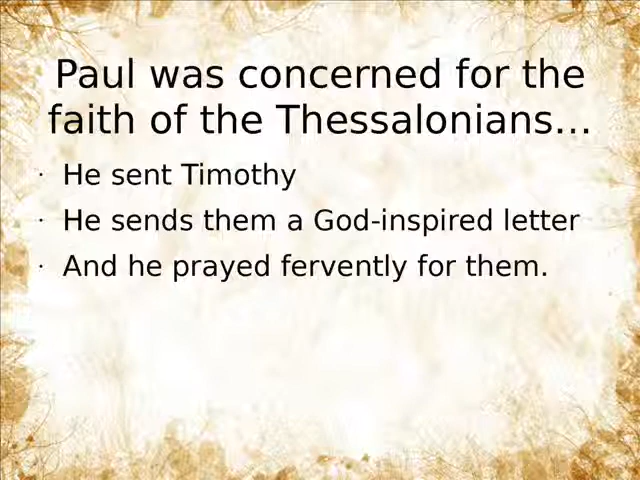 Paul was concerned for the
faith of the Thessalonians...
· He sent Timothy
· He sends them a God-inspired letter
· And he prayed fervently for them.